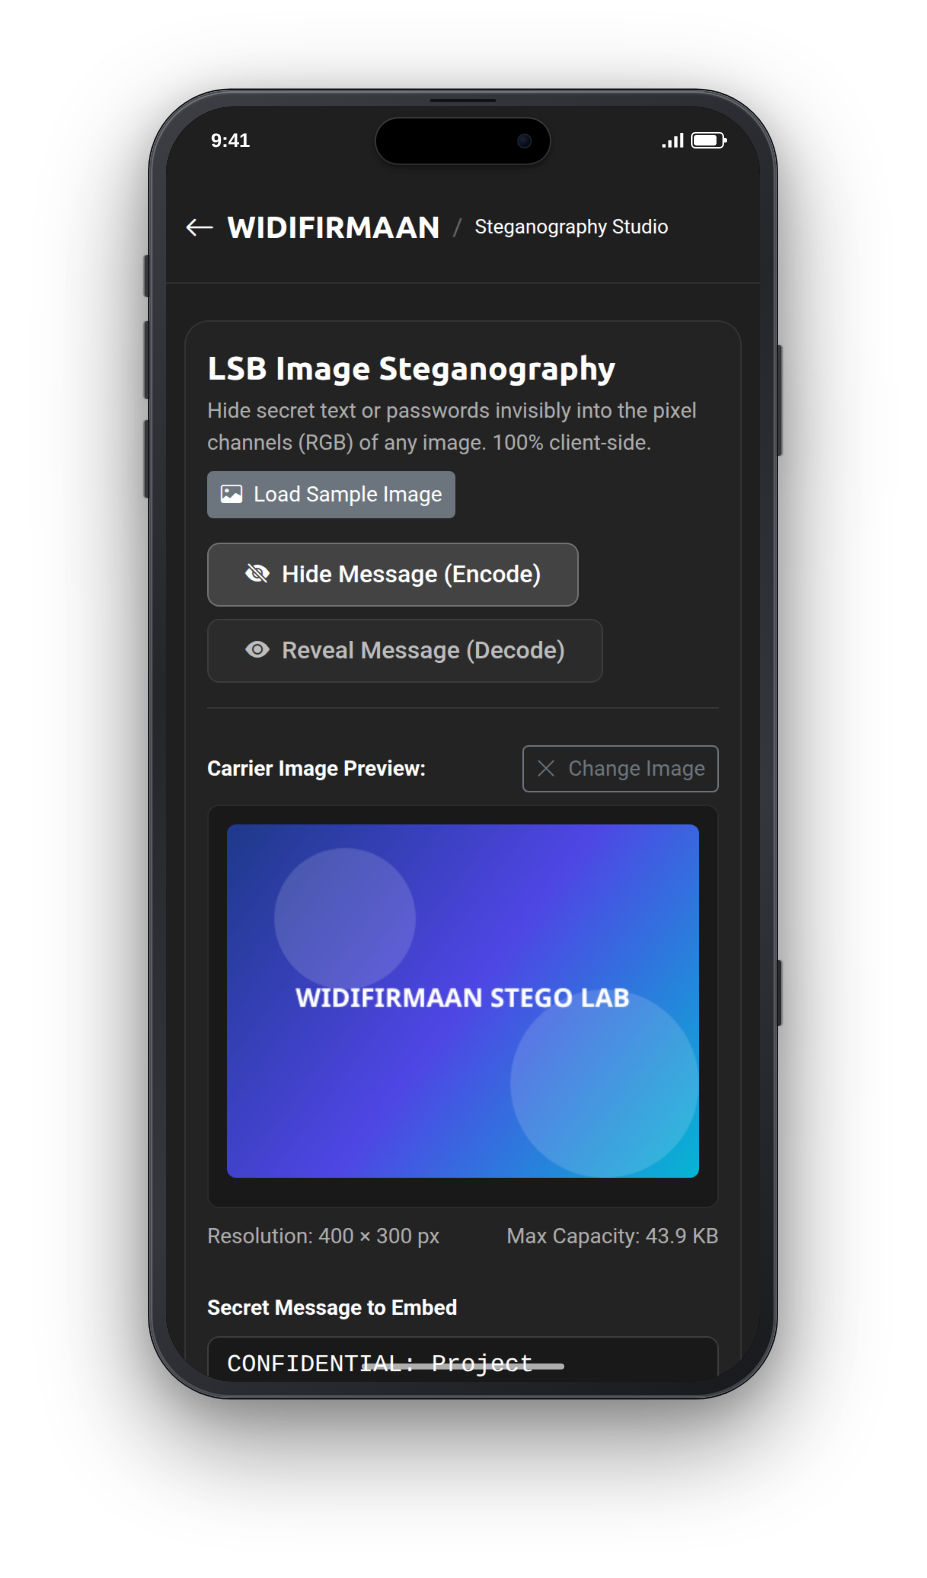 9:41
WIDIFIRMAAN / Steganography Studio
LSB Image Steganography
Hide secret text or passwords invisibly into the pixel
channels (RGB) of any image. 100% client-side.
Load Sample Image
Hide Message (Encode)
Reveal Message (Decode)
Carrier Image Preview:
Change Image
WIDIFIRMAAN STEGO LAB
Resolution: 400 × 300 px
Max Capacity: 43.9 KB
Secret Message to Embed
CONFIDENTIAL: Project